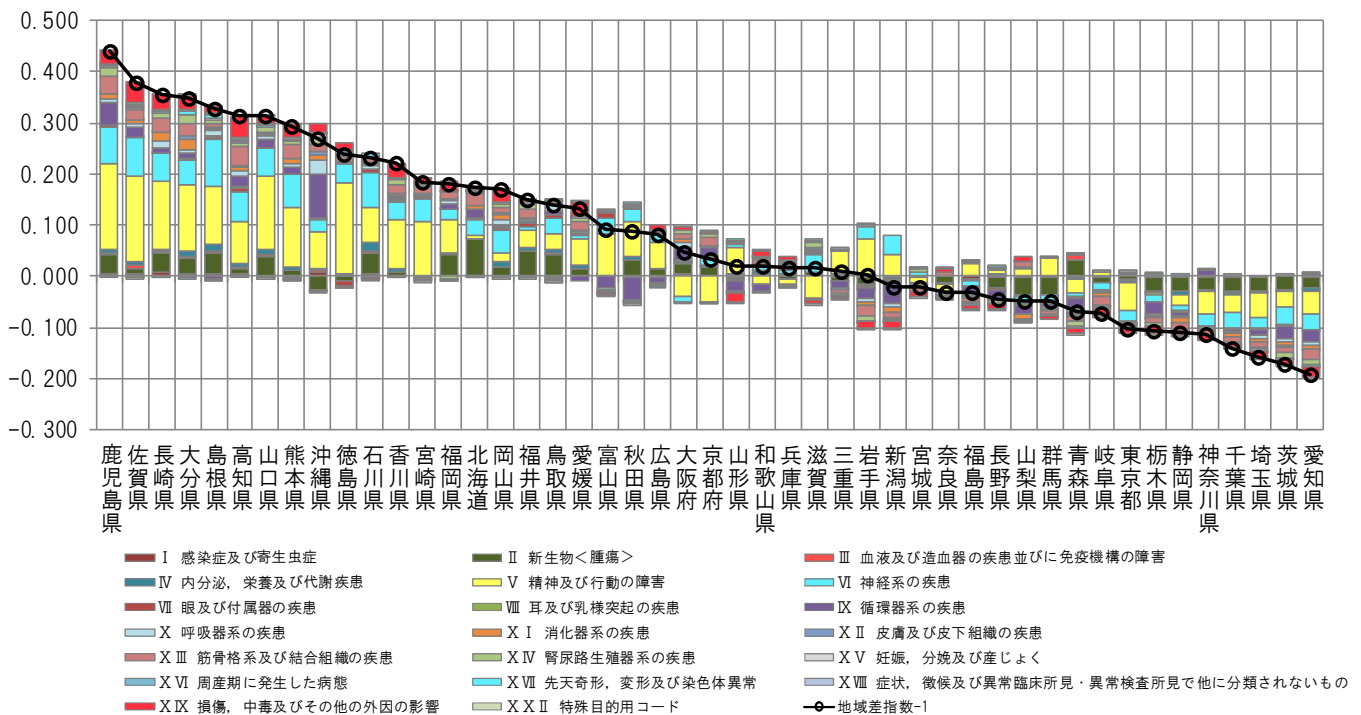 0.500
0.400
0.300
0.200
0.100
0.000
-0.100
-0.200
-0.300
鹿児島県
佐賀県
長崎県
大分県
島根県
高知県
山口県
熊本県
沖縄県
徳島県
石川県
香川県
宮崎県
福岡県
北海道
岡山県
福井県
鳥取県
愛媛県
富山県
秋田県
広島県
大阪府
京都府
山形県
和歌山県
兵庫県
滋賀県
三重県
岩手県
新潟県
宮城県
奈良県
福島県
長野県
山梨県
群馬県
青森県
岐阜県
東京都
栃木県
静岡県
神奈川県
千葉県
埼玉県
茨城県
愛知県
Ⅰ 感染症及び寄生虫症
Ⅱ 新生物＜腫瘍＞
Ⅲ 血液及び造血器の疾患並びに免疫機構の障害
Ⅳ 内分泌，栄養及び代謝疾患
Ⅴ 精神及び行動の障害
Ⅵ 神経系の疾患
Ⅶ 眼及び付属器の疾患
Ⅷ 耳及び乳様突起の疾患
Ⅸ 循環器系の疾患
Ⅹ 呼吸器系の疾患
ⅩⅠ 消化器系の疾患
ⅩⅡ 皮膚及び皮下組織の疾患
ⅩⅢ 筋骨格系及び結合組織の疾患
ⅩⅣ 腎尿路生殖器系の疾患
ⅩⅤ 妊娠，分娩及び産じょく
ⅩⅥ 周産期に発生した病態
ⅩⅦ 先天奇形，変形及び染色体異常
ⅩⅧ 症状，徴候及び異常臨床所見・異常検査所見で他に分類されないもの
ⅩⅨ 損傷，中毒及びその他の外因の影響
ⅩⅩⅡ 特殊目的用コード
地域差指数-1